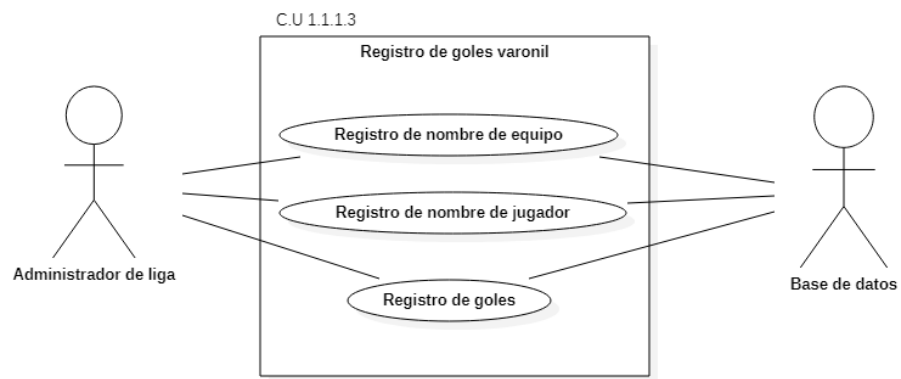 C.U 1.1.1.3
Registro de goles varonil
Registro de nombre de equipo
Registro de nombre de jugador
Registro de goles
Administrador de liga
Base de datos